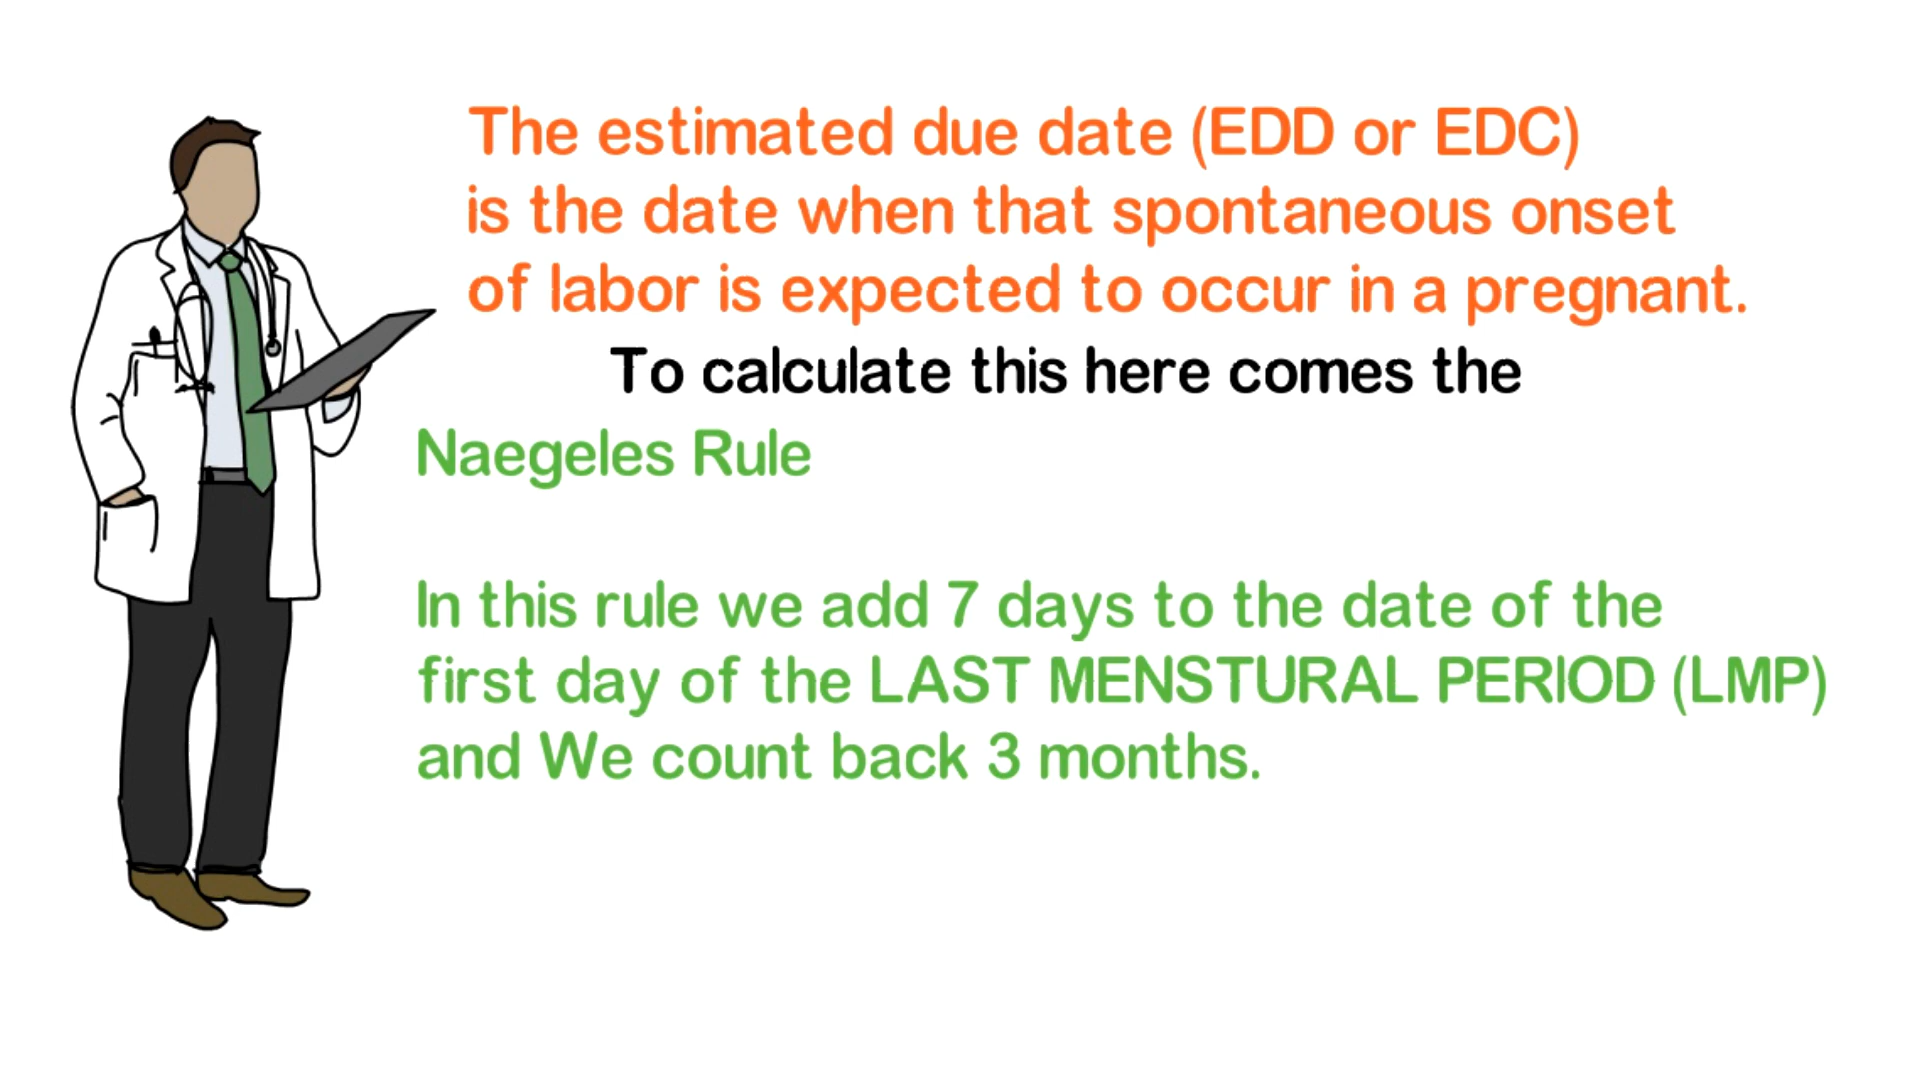 The estimated due date (EDD or EDC)
is the date when that spontaneous onset
of labor is expected to occur in a pregnant.
To calculate this here comes the
Naegeles Rule
In this rule we add 7 days to the date of the
first day of the LAST MENSTURAL PERIOD (LMP)
and We count back 3 months.